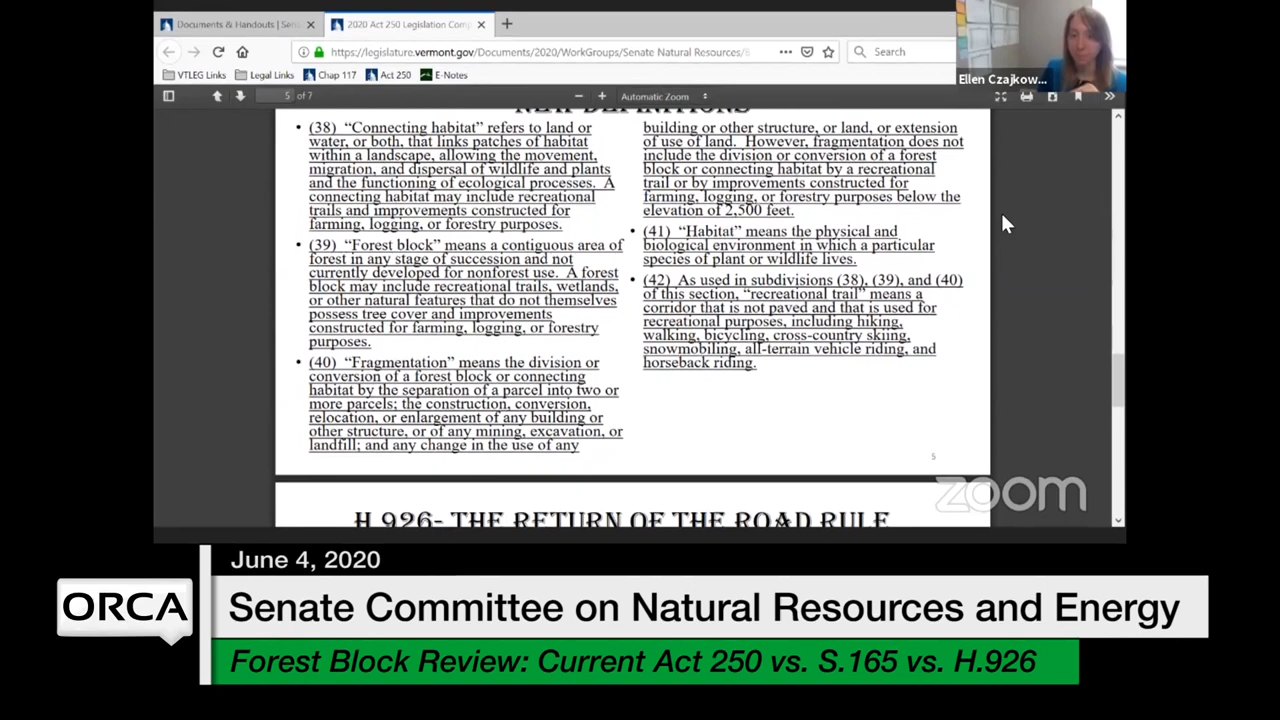 Documents & Handouts | Sen
2020 Act 250 Legislation Com
https://legislature.vermont.gov/Documents/2020/WorkGroups/Senate Natural Resources/
Search
VTLEG Links
Legal Links
Chap 117
Act 250
E-Notes
Ellen Czajkow...
5 of 7
Automatic Zoom
NEW DEFINITIONS
• (38) “Connecting habitat” refers to land or
water, or both, that links patches of habitat
within a landscape, allowing the movement,
migration, and dispersal of wildlife and plants
and the functioning of ecological processes. A
connecting habitat may include recreational
trails and improvements constructed for
farming, logging, or forestry purposes.
• (39) “Forest block” means a contiguous area of
forest in any stage of succession and not
currently developed for nonforest use. A forest
block may include recreational trails, wetlands,
or other natural features that do not themselves
possess tree cover and improvements
constructed for farming, logging, or forestry
purposes.
• (40) “Fragmentation” means the division or
conversion of a forest block or connecting
habitat by the separation of a parcel into two or
more parcels; the construction, conversion,
relocation, or enlargement of any building or
other structure, or of any mining, excavation, or
landfill; and any change in the use of any
building or other structure, or land, or extension
of use of land. However, fragmentation does not
include the division or conversion of a forest
block or connecting habitat by a recreational
trail or by improvements constructed for
farming, logging, or forestry purposes below the
elevation of 2,500 feet.
• (41) “Habitat” means the physical and
biological environment in which a particular
species of plant or wildlife lives.
• (42) As used in subdivisions (38), (39), and (40)
of this section, “recreational trail” means a
corridor that is not paved and that is used for
recreational purposes, including hiking,
walking, bicycling, cross-country skiing,
snowmobiling, all-terrain vehicle riding, and
horseback riding.
5
zoom
H.926- THE RETURN OF THE ROAD RULE
June 4, 2020
ORCA
Senate Committee on Natural Resources and Energy
Forest Block Review: Current Act 250 vs. S.165 vs. H.926